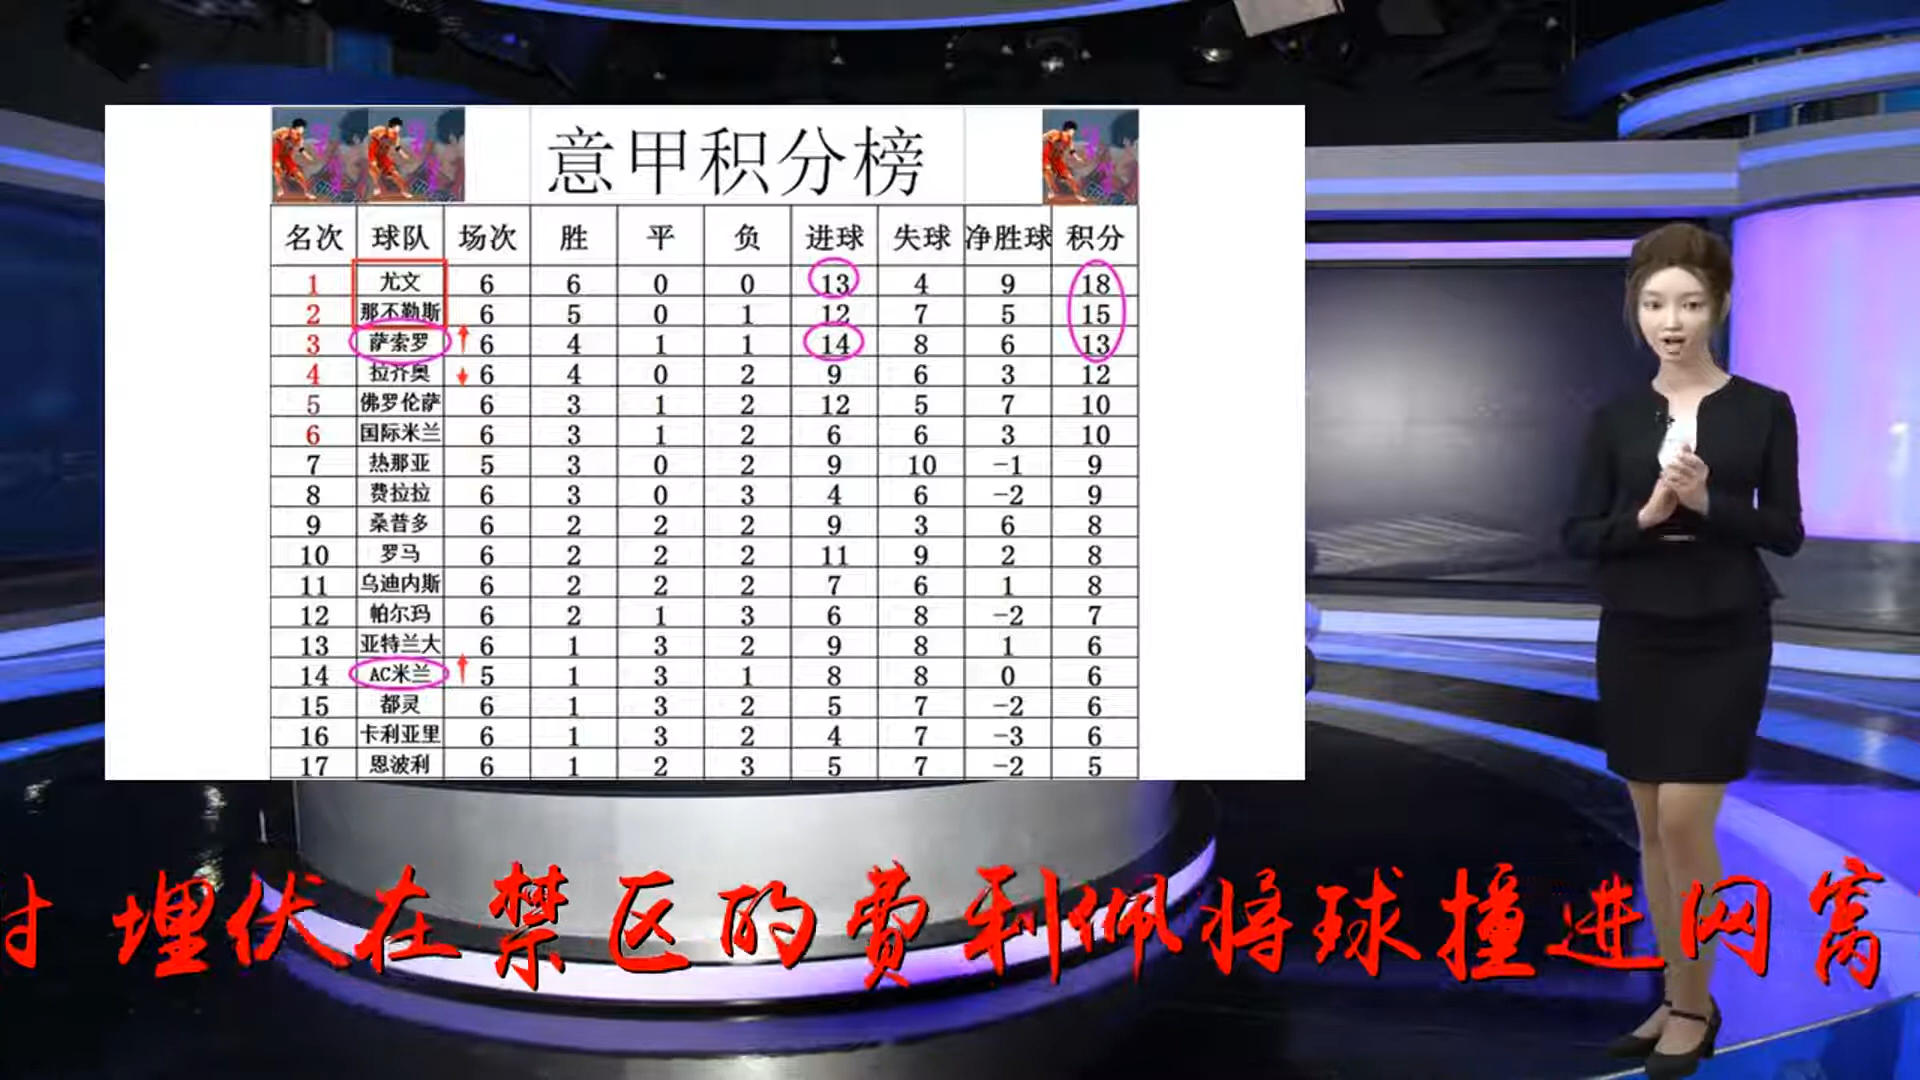 意甲积分榜
名次 球队 场次 胜 平 负 进球 失球 净胜球 积分
1 尤文 6 6 0 0 13 4 9 18
2 那不勒斯 6 5 0 1 12 7 5 15
3 萨索罗 6 4 1 1 14 8 6 13
4 拉齐奥 6 4 0 2 9 6 3 12
5 佛罗伦萨 6 3 1 2 12 5 7 10
6 国际米兰 6 3 1 2 6 6 3 10
7 热那亚 5 3 0 2 9 10 -1 9
8 费拉拉 6 3 0 3 4 6 -2 9
9 桑普多 6 2 2 2 9 3 6 8
10 罗马 6 2 2 2 11 9 2 8
11 乌迪内斯 6 2 2 2 7 6 1 8
12 帕尔玛 6 2 1 3 6 8 -2 7
13 亚特兰大 6 1 3 2 9 8 1 6
14 AC米兰 5 1 3 1 8 8 0 6
15 都灵 6 1 3 2 5 7 -2 6
16 卡利亚里 6 1 3 2 4 7 -3 6
17 恩波利 6 1 2 3 5 7 -2 5
埋伏在禁区的费利佩将球撞进网窝